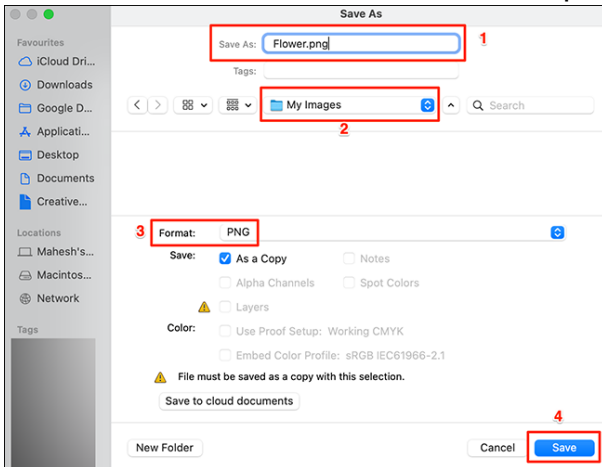 Save As
Favourites
iCloud Dri...
Downloads
Google D...
Applicati...
Desktop
Documents
Creative...
Locations
Mahesh's...
Macintos...
Network
Tags
Save As: Flower.png 1
Tags:
My Images Search
2
3 Format: PNG
Save: As a Copy Notes
Alpha Channels Spot Colors
Layers
Color: Use Proof Setup: Working CMYK
Embed Color Profile: sRGB IEC61966-2.1
File must be saved as a copy with this selection.
Save to cloud documents
4
New Folder Cancel Save